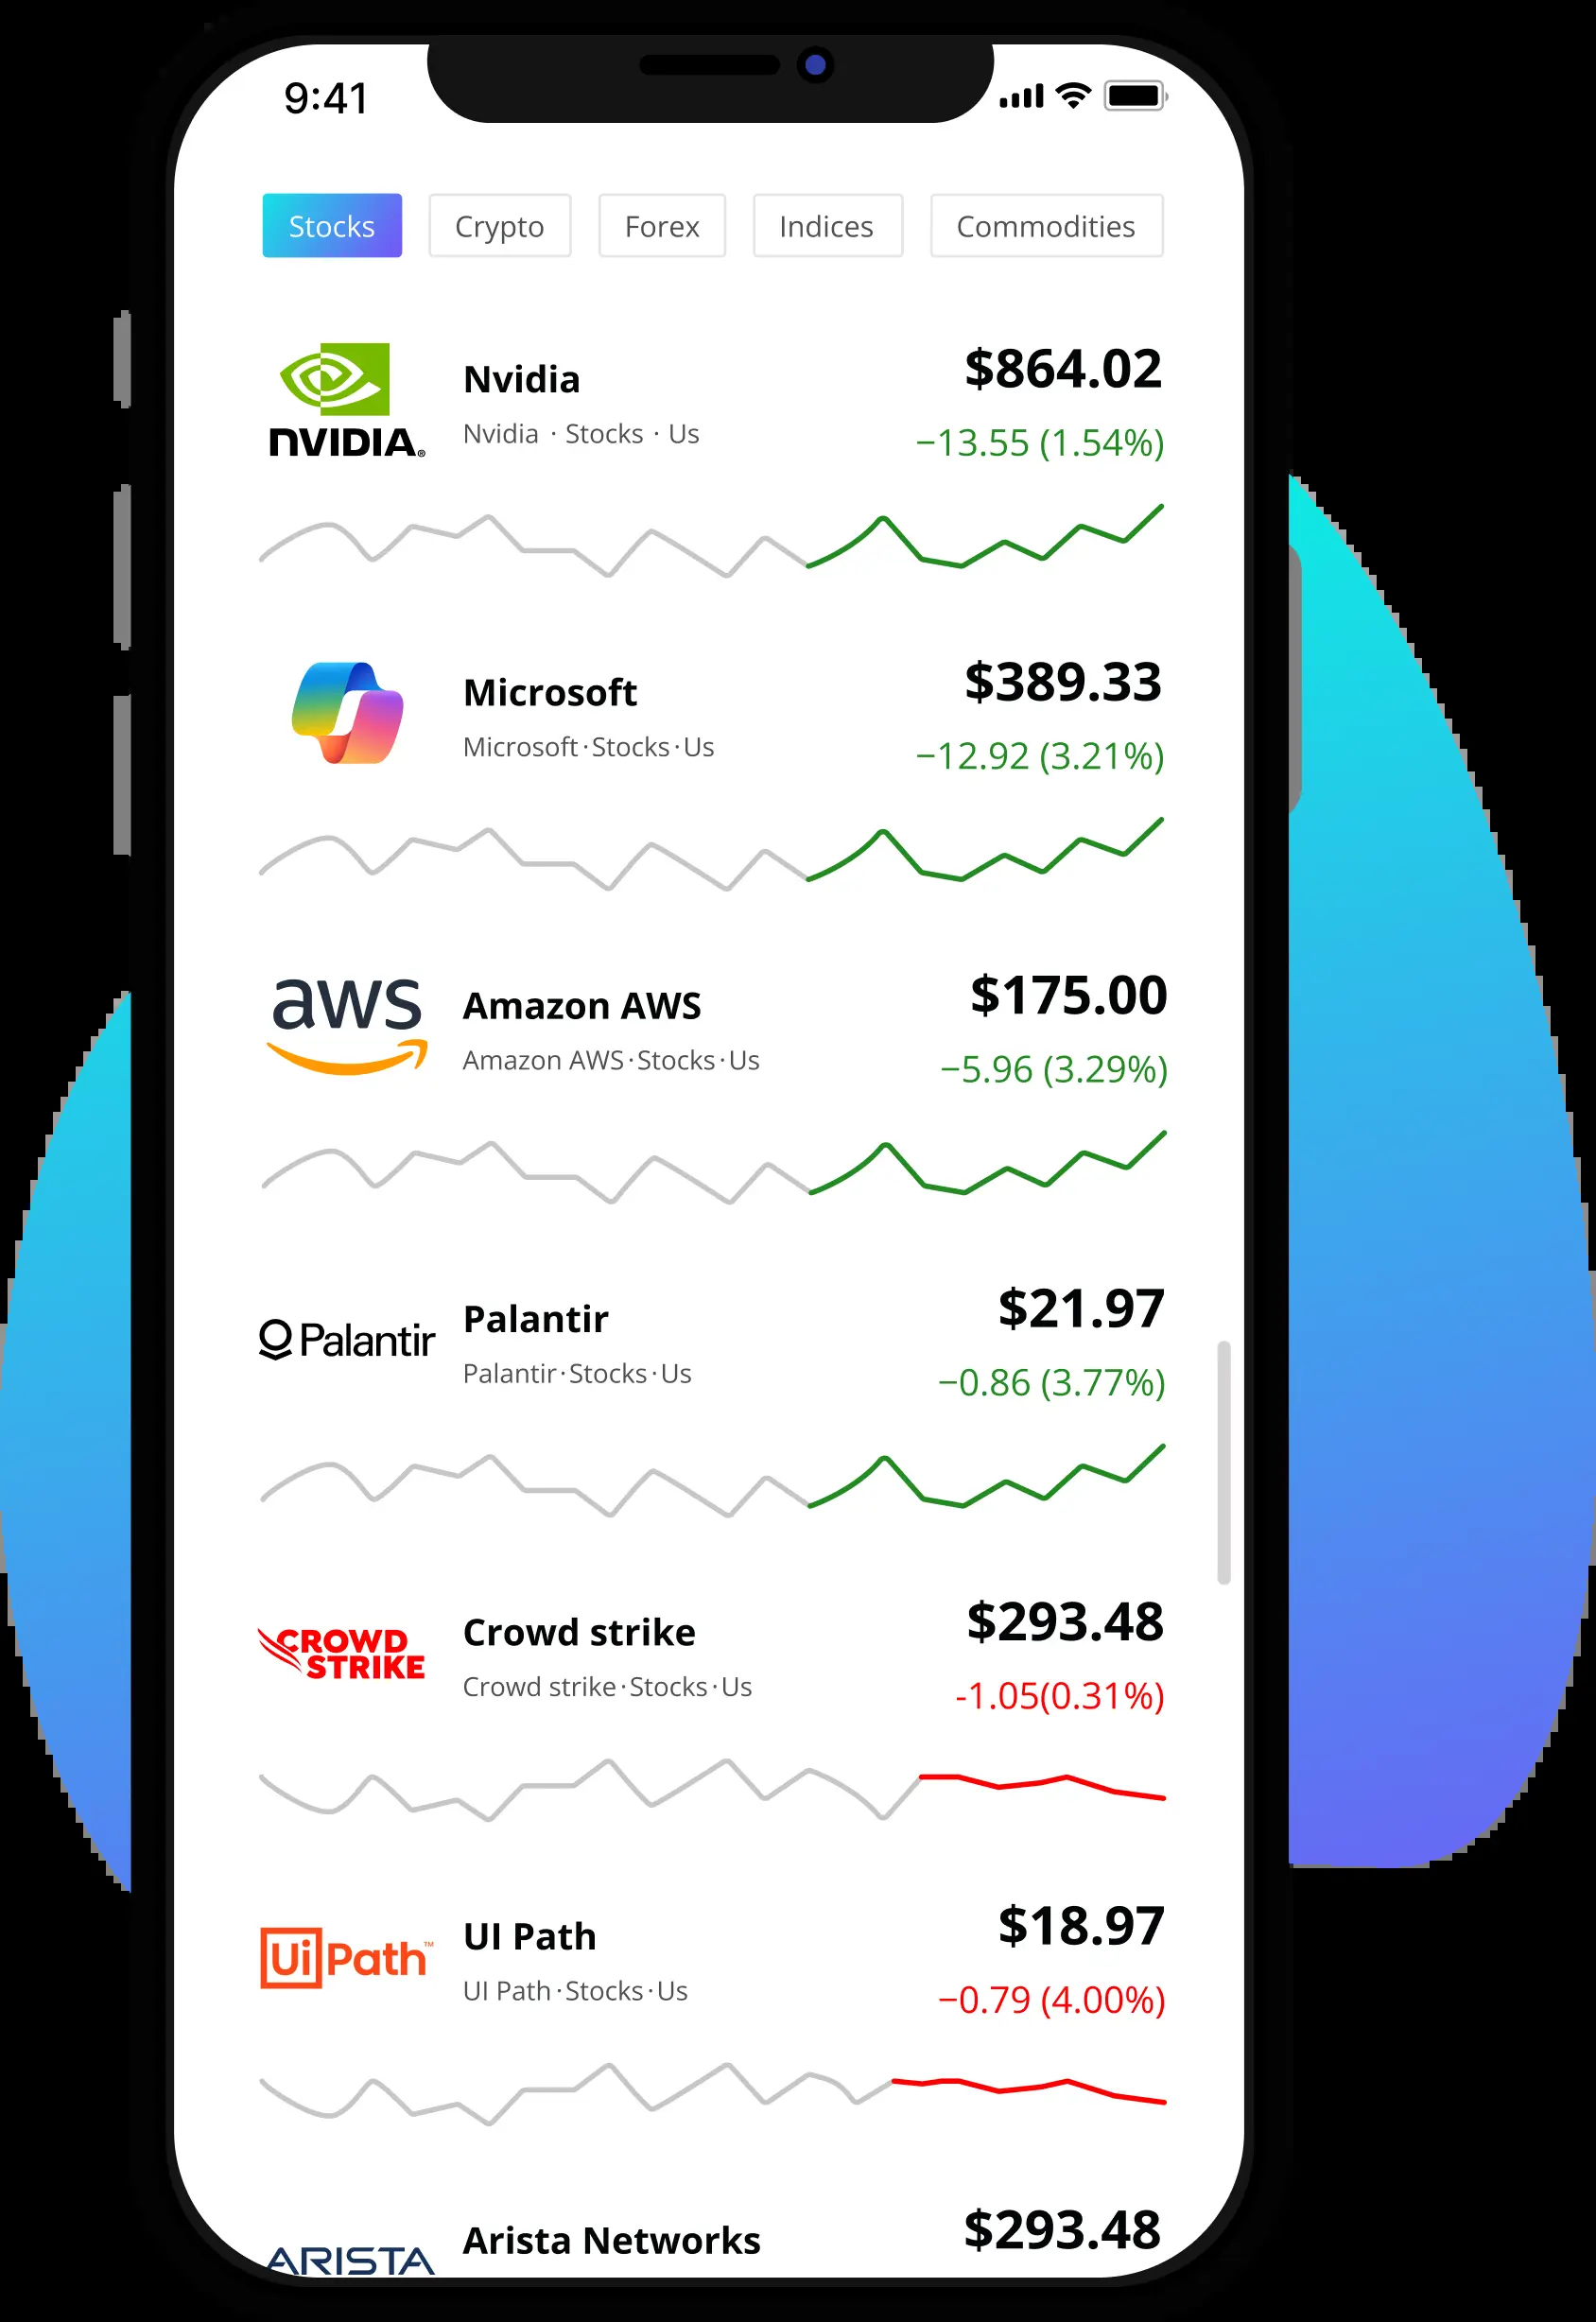 9:41
Stocks Crypto Forex Indices Commodities
$864.02
Nvidia
NVIDIA®
Nvidia · Stocks · Us
−13.55 (1.54%)
$389.33
Microsoft
Microsoft·Stocks·Us
−12.92 (3.21%)
aws
$175.00
Amazon AWS
Amazon AWS·Stocks·Us
−5.96 (3.29%)
$21.97
Palantir
Palantir
Palantir·Stocks·Us
−0.86 (3.77%)
$293.48
Crowd strike
CROWD
STRIKE
Crowd strike·Stocks·Us
-1.05(0.31%)
$18.97
UI Path
UiPath™
UI Path·Stocks·Us
−0.79 (4.00%)
$293.48
Arista Networks
ARISTA